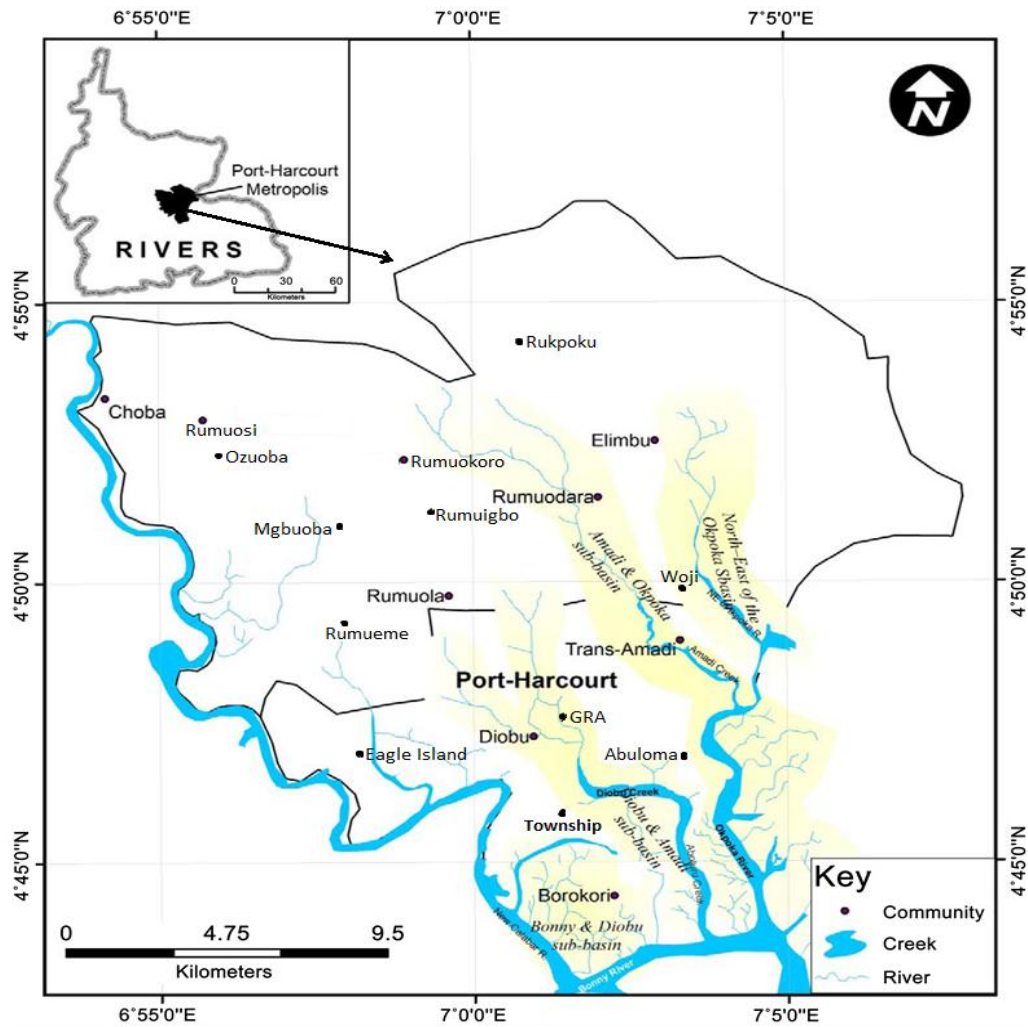 6°55'0"E
7°0'0"E
7°5'0"E
N
Port-Harcourt
Metropolis
RIVERS
0 30 60
Kilometers
4°55'0"N
4°55'0"N
Rukpoku
Choba
Rumuosi
Ozuoba
Elimbu
Rumuokoro
Rumuodara
Rumuigbo
Mgbuoba
Amadi & Okpoka
sub-basin
North-East of the
Okpoka Sbasin
4°50'0"N
4°50'0"N
Woji
Rumuola
Rumueme
Trans-Amadi
Amadi Creek
Port-Harcourt
GRA
Diobu
Eagle Island
Abuloma
Diobu Creek
Township
Diobu & Amadi
sub-basin
Okpoka River
4°45'0"N
4°45'0"N
Borokori
Bonny & Diobu
sub-basin
New Calabar R.
Bonny River
0 4.75 9.5
Kilometers
Key
Community
Creek
River
6°55'0"E
7°0'0"E
7°5'0"E